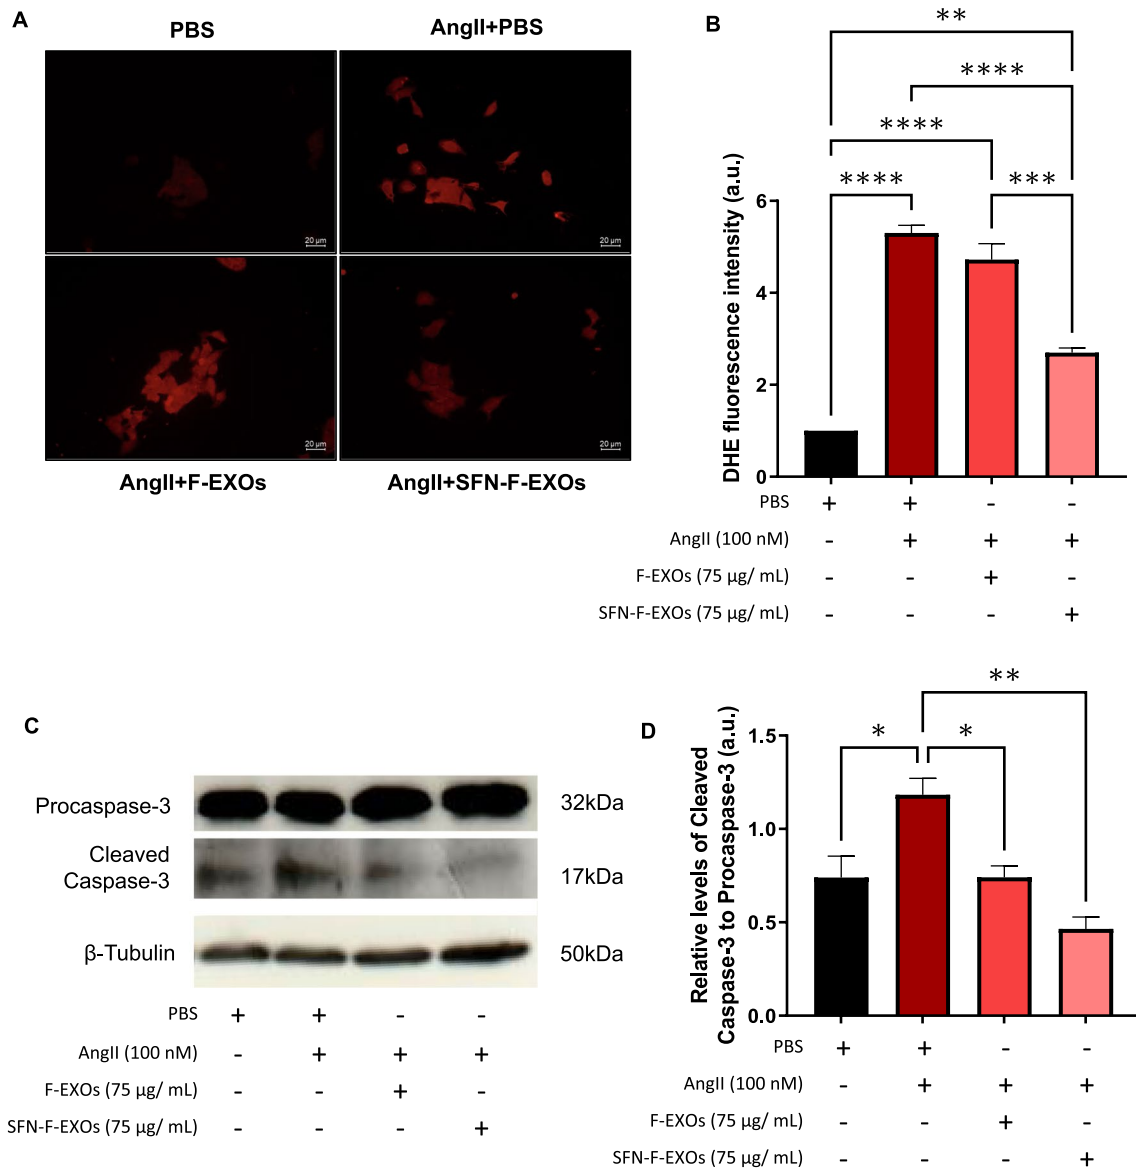 A
PBS
AngII+PBS
20 µm
20 µm
20 µm
20 µm
AngII+F-EXOs
AngII+SFN-F-EXOs
B
**
****
****
****
***
DHE fluorescence intensity (a.u.)
6
4
2
0
PBS + + - -
AngII (100 nM) - + + +
F-EXOs (75 µg/ mL) - - + -
SFN-F-EXOs (75 µg/ mL) - - - +
C
Procaspase-3 32kDa
Cleaved
Caspase-3 17kDa
β-Tubulin 50kDa
PBS + + - -
AngII (100 nM) - + + +
F-EXOs (75 µg/ mL) - - + -
SFN-F-EXOs (75 µg/ mL) - - - +
D
**
*
*
Relative levels of Cleaved
Caspase-3 to Procaspase-3 (a.u.)
1.5
1.0
0.5
0.0
PBS + + - -
AngII (100 nM) - + + +
F-EXOs (75 µg/ mL) - - + -
SFN-F-EXOs (75 µg/ mL) - - - +